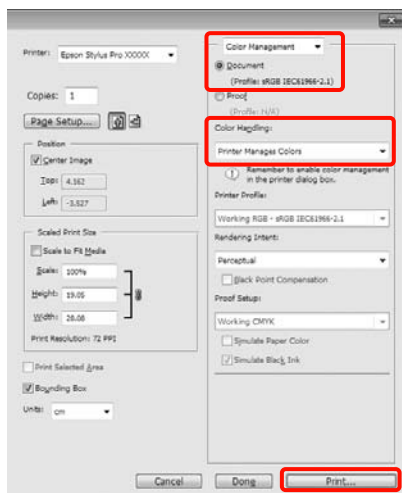 Printer: Epson Stylus Pro XXXXX
Copies: 1
Page Setup...
Position
Center Image
Top: 4.162
Left: -3.527
Scaled Print Size
Scale to Fit Media
Scale: 100%
Height: 19.05
Width: 28.08
Print Resolution: 72 PPI
Print Selected Area
Bounding Box
Units: cm
Color Management
Document
(Profile: sRGB IEC61966-2.1)
Proof
(Profile: N/A)
Color Handling:
Printer Manages Colors
Remember to enable color management
in the printer dialog box.
Printer Profile:
Working RGB - sRGB IEC61966-2.1
Rendering Intent:
Perceptual
Black Point Compensation
Proof Setup:
Working CMYK
Simulate Paper Color
Simulate Black Ink
Cancel
Done
Print...